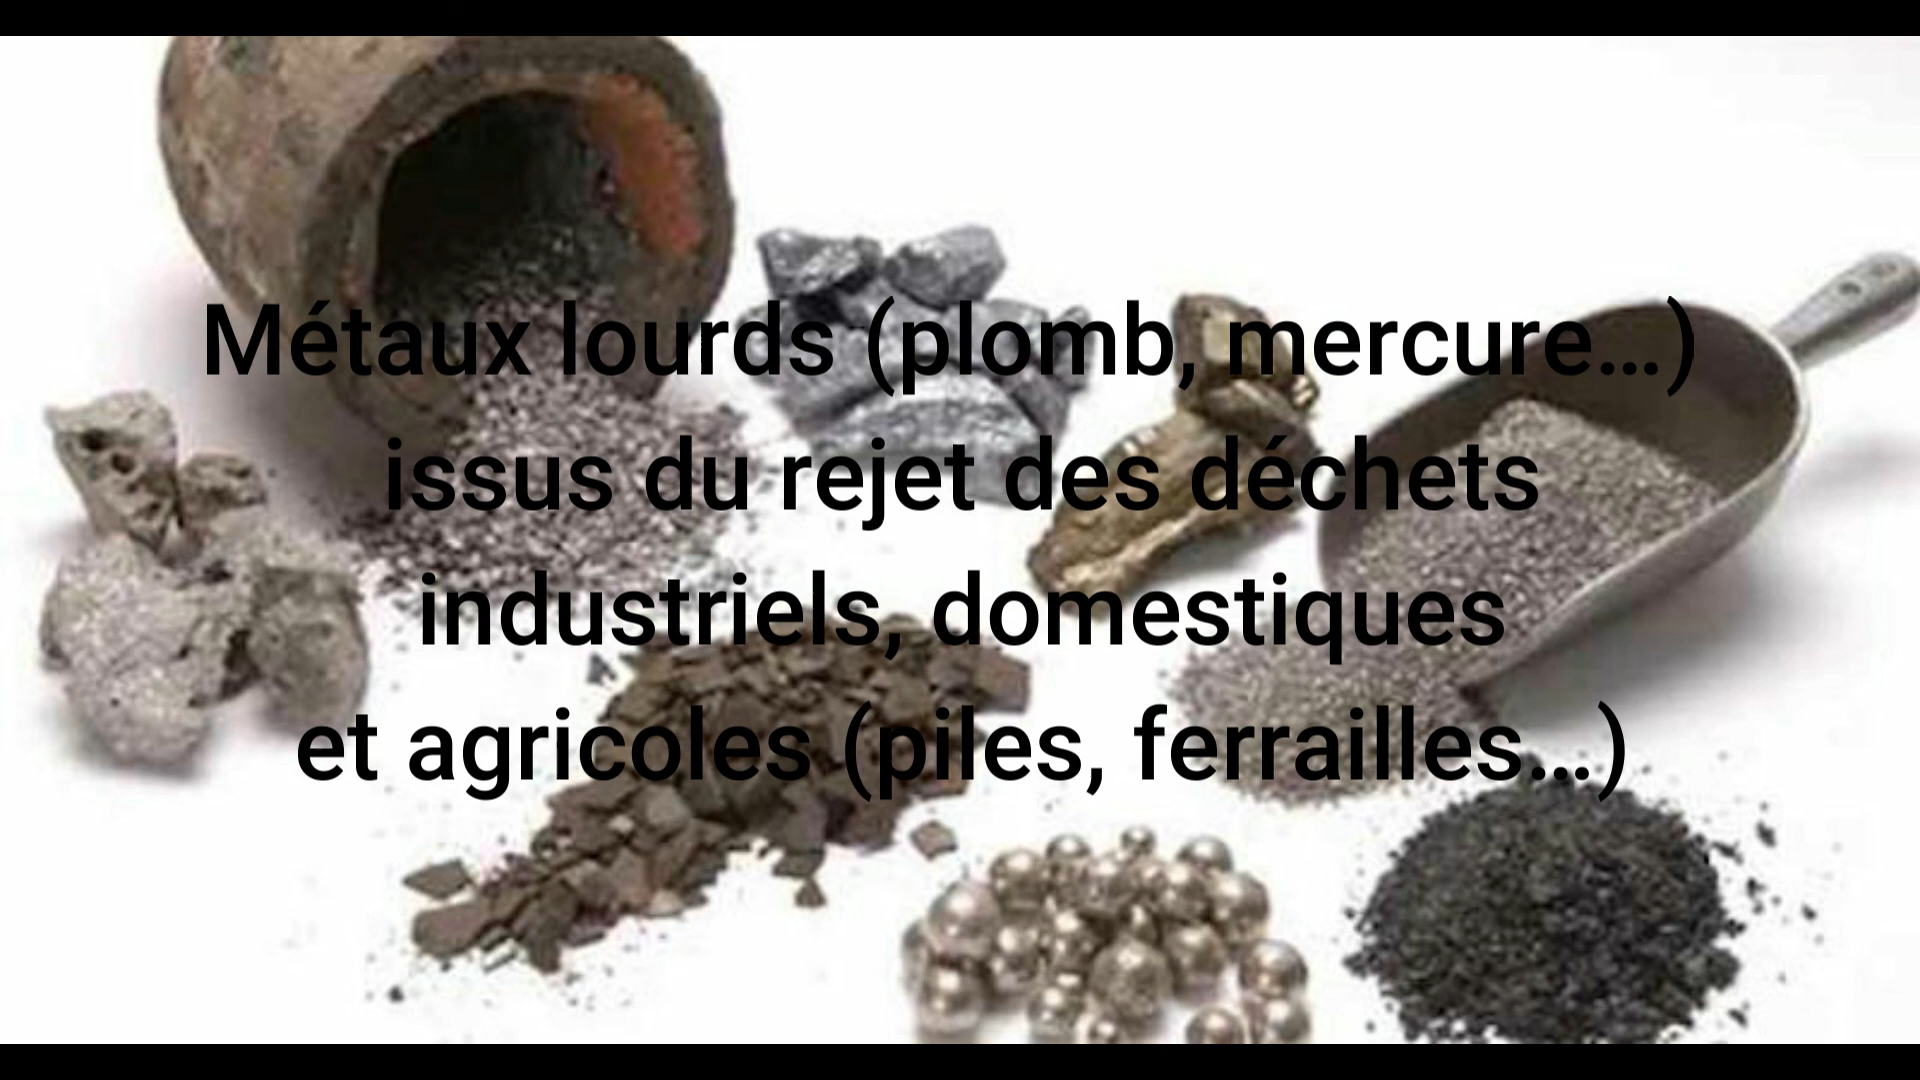 Métaux lourds (plomb, mercure…)
issus du rejet des déchets
industriels, domestiques
et agricoles (piles, ferrailles…)